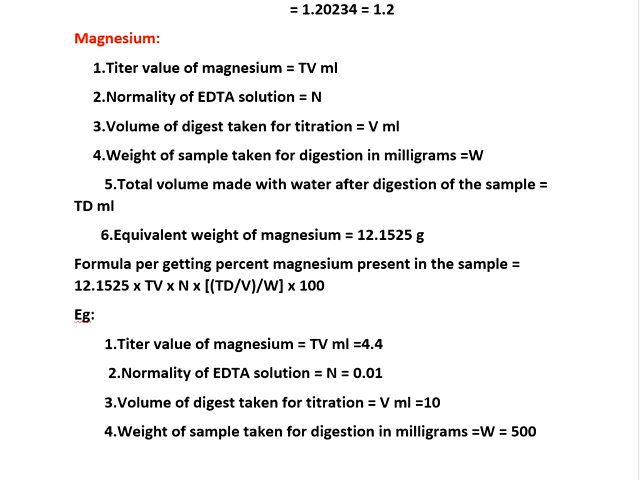 = 1.20234 = 1.2
Magnesium:
1.Titer value of magnesium = TV ml
2.Normality of EDTA solution = N
3.Volume of digest taken for titration = V ml
4.Weight of sample taken for digestion in milligrams =W
5.Total volume made with water after digestion of the sample =
TD ml
6.Equivalent weight of magnesium = 12.1525 g
Formula per getting percent magnesium present in the sample =
12.1525 x TV x N x [(TD/V)/W] x 100
Eg:
1.Titer value of magnesium = TV ml =4.4
2.Normality of EDTA solution = N = 0.01
3.Volume of digest taken for titration = V ml =10
4.Weight of sample taken for digestion in milligrams =W = 500